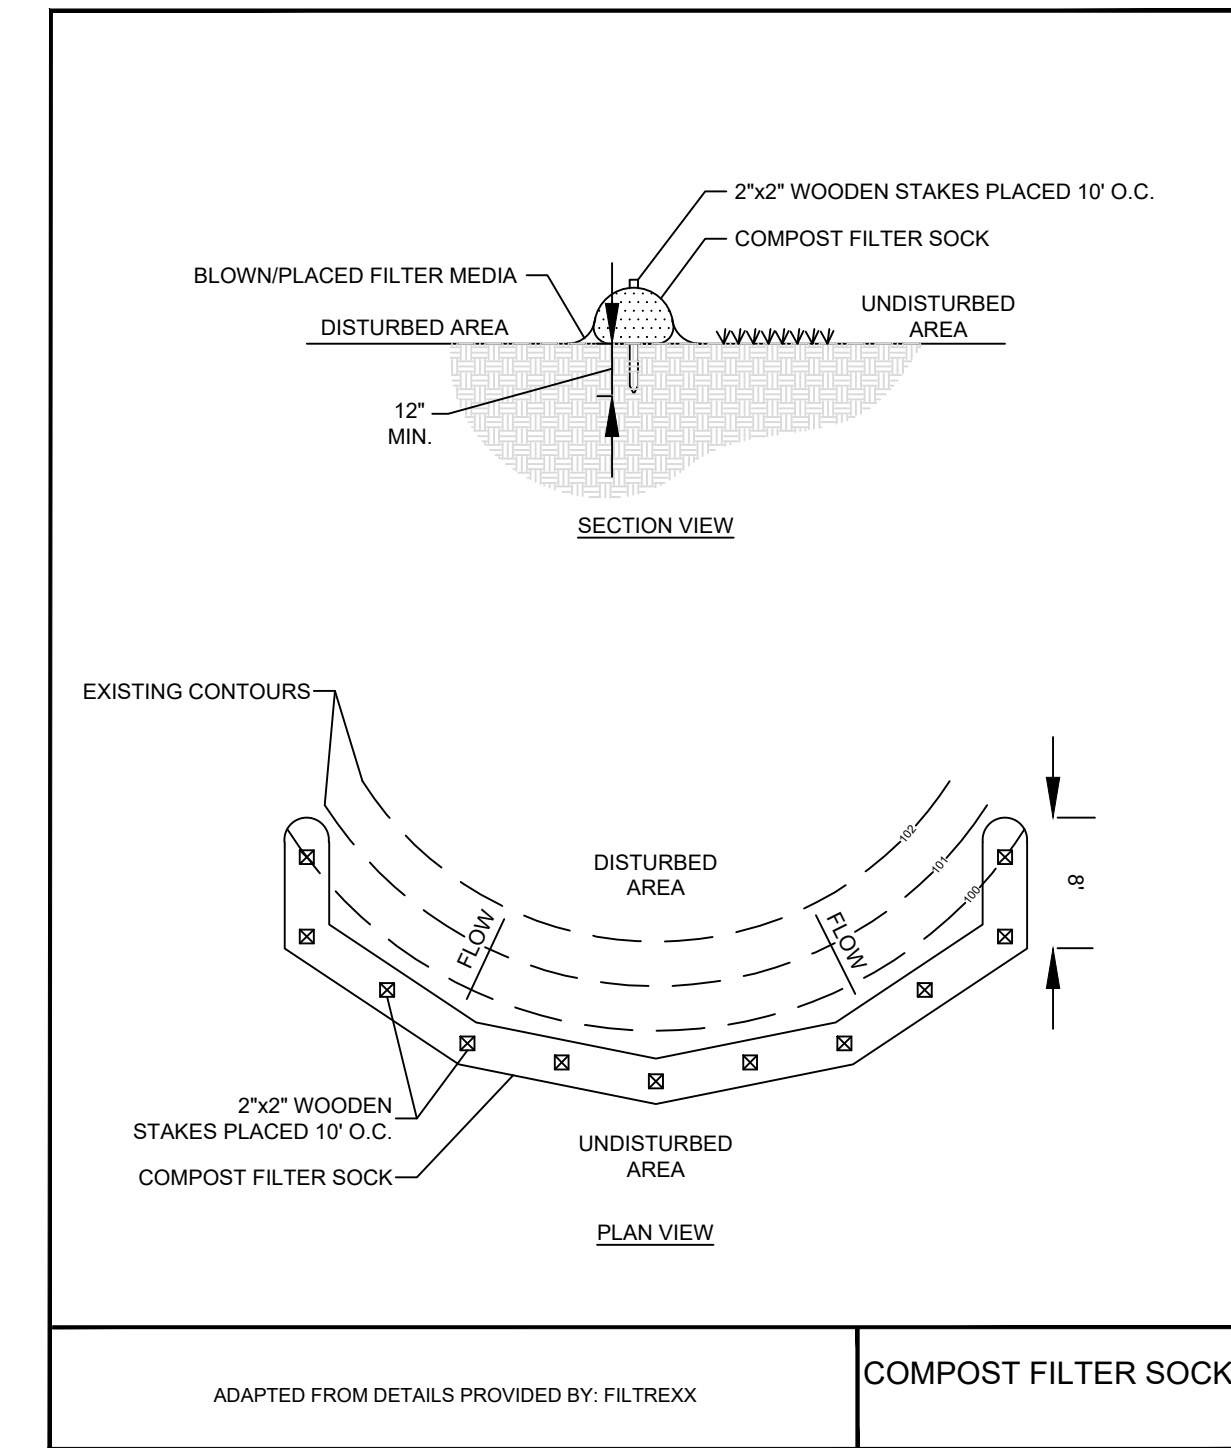 2"x2" WOODEN STAKES PLACED 10' O.C.
COMPOST FILTER SOCK
BLOWN/PLACED FILTER MEDIA
UNDISTURBED
AREA
DISTURBED AREA
12"
MIN.
SECTION VIEW
EXISTING CONTOURS
102
101
100
DISTURBED
AREA
8'
FLOW
FLOW
2"x2" WOODEN
STAKES PLACED 10' O.C.
COMPOST FILTER SOCK
UNDISTURBED
AREA
PLAN VIEW
ADAPTED FROM DETAILS PROVIDED BY: FILTREXX
COMPOST FILTER SOCK